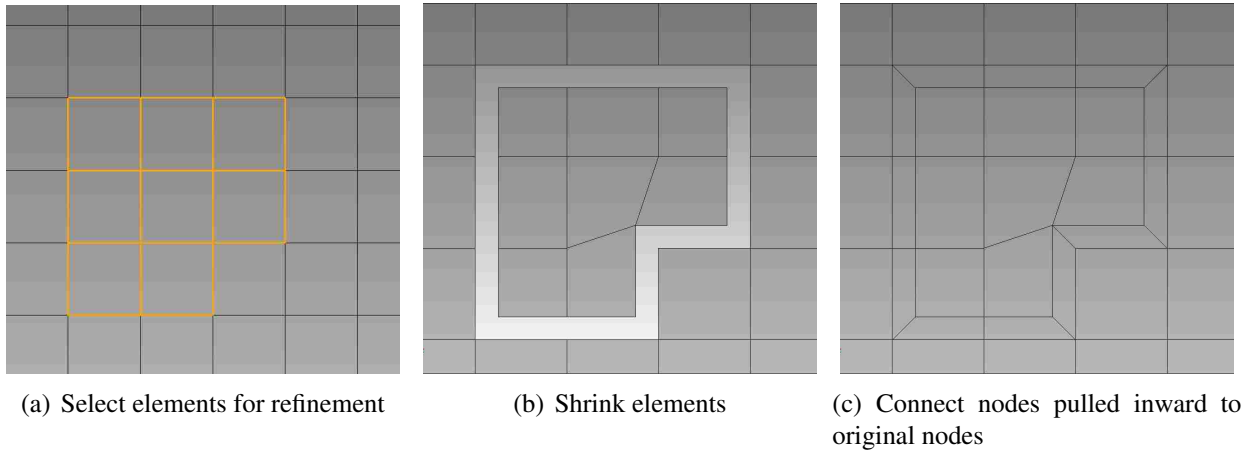 (a) Select elements for refinement
(b) Shrink elements
(c) Connect nodes pulled inward to
original nodes